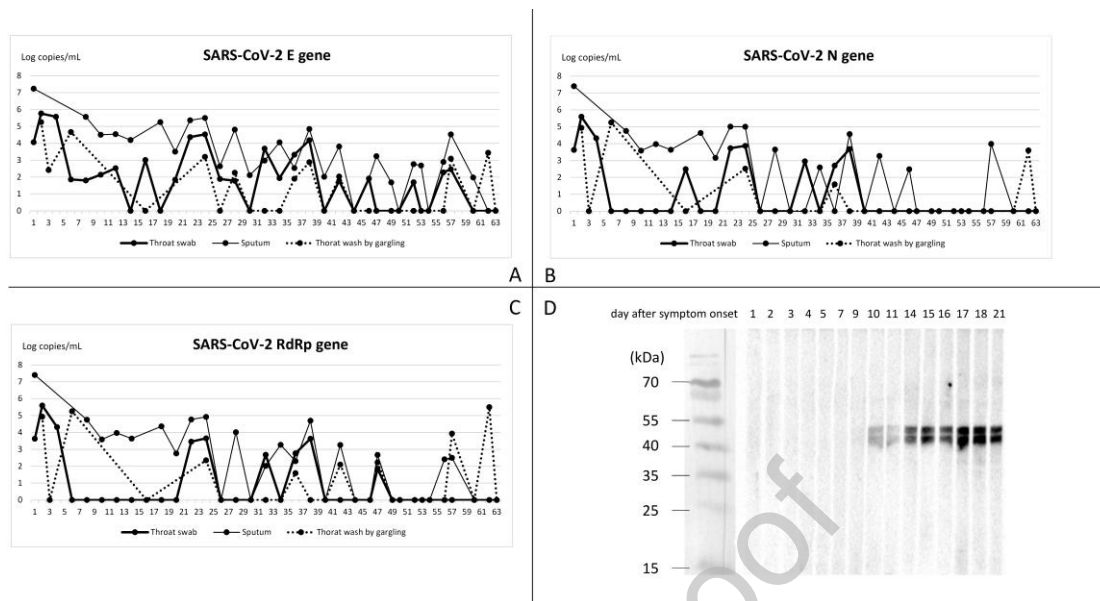 SARS-CoV-2 E gene
Log copies/mL
8
7
6
5
4
3
2
1
0
1 3 5 7 9 11 13 15 17 19 21 23 25 27 29 31 33 35 37 39 41 43 45 47 49 51 53 55 57 59 61 63
Throat swab Sputum Thorat wash by gargling
A
SARS-CoV-2 N gene
Log copies/mL
8
7
6
5
4
3
2
1
0
1 3 5 7 9 11 13 15 17 19 21 23 25 27 29 31 33 35 37 39 41 43 45 47 49 51 53 55 57 59 61 63
Throat swab Sputum Thorat wash by gargling
B
C
SARS-CoV-2 RdRp gene
Log copies/mL
8
7
6
5
4
3
2
1
0
1 3 5 7 9 11 13 15 17 19 21 23 25 27 29 31 33 35 37 39 41 43 45 47 49 51 53 55 57 59 61 63
Throat swab Sputum Thorat wash by gargling
D
day after symptom onset 1 2 3 4 5 7 9 10 11 14 15 16 17 18 21
(kDa)
70
55
40
35
25
15
oof